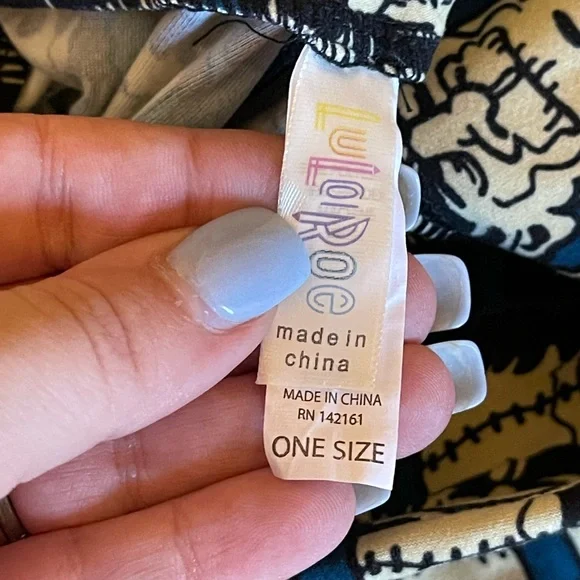 LuLaRoe
made in
china
MADE IN CHINA
RN 142161
ONE SIZE